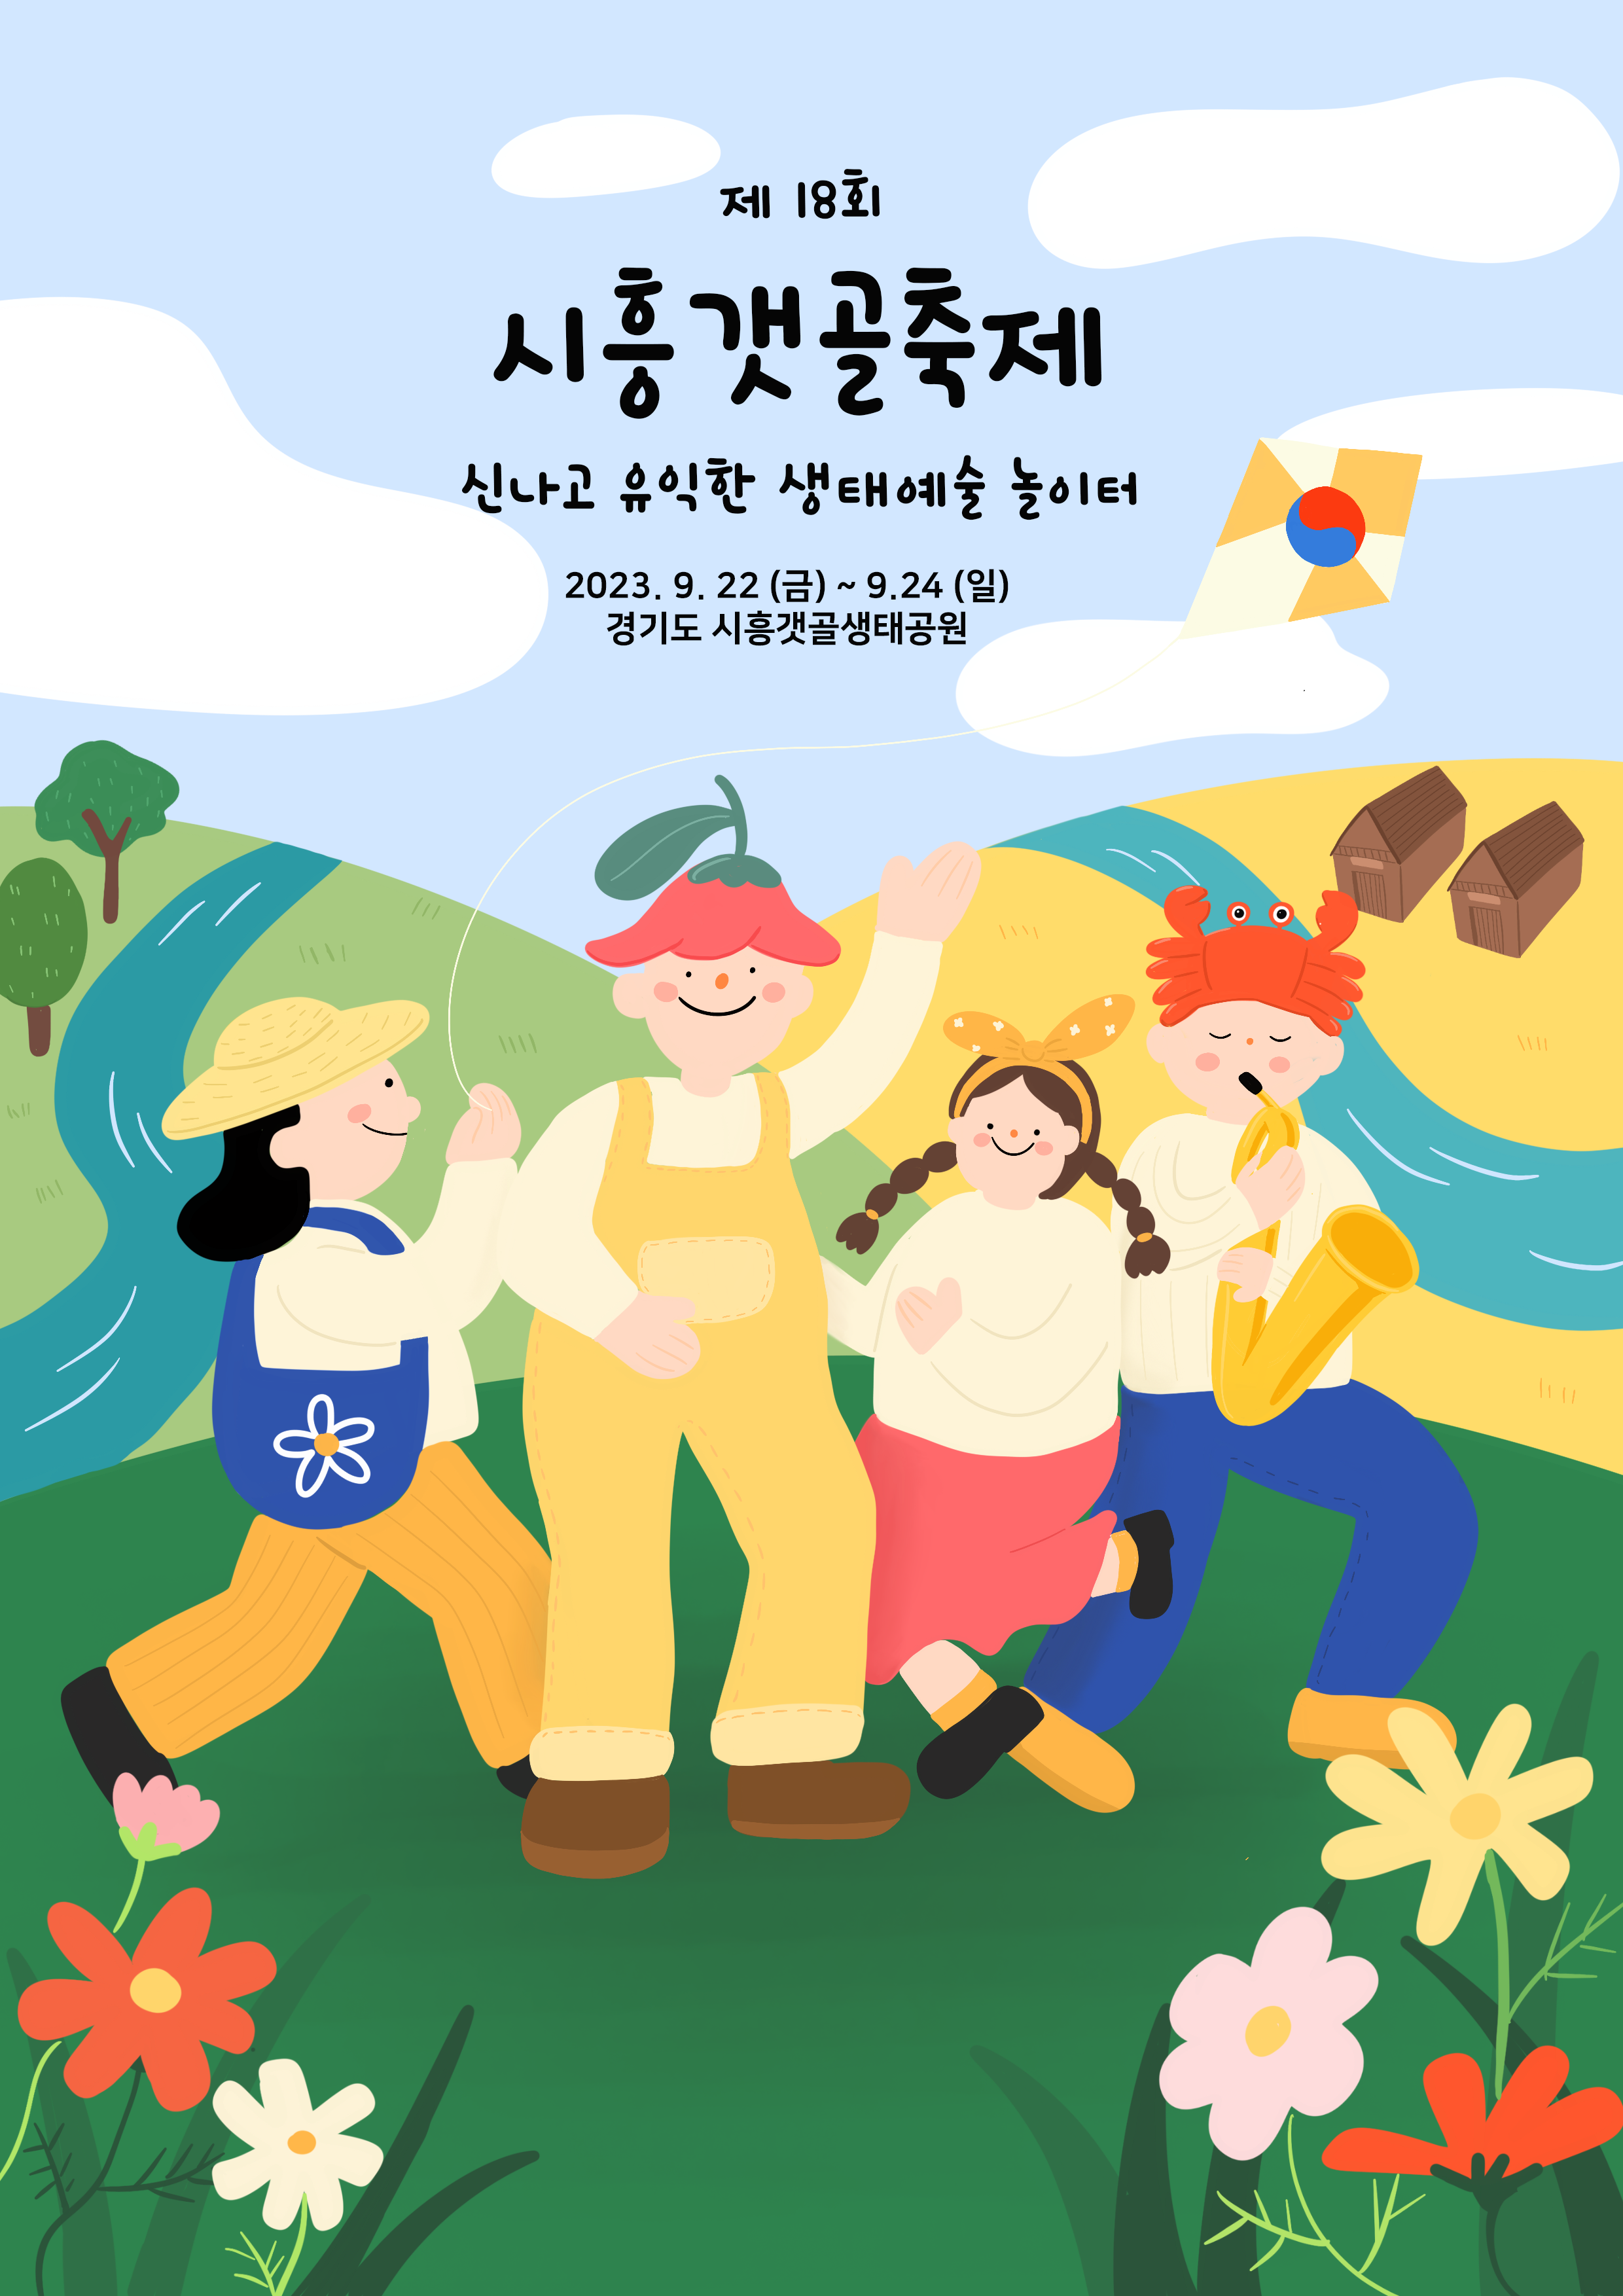 제 18회
시흥갯골축제
신나고 유익한 생태예술 놀이터
2023. 9. 22 (금) ~ 9.24 (일)
경기도 시흥갯골생태공원